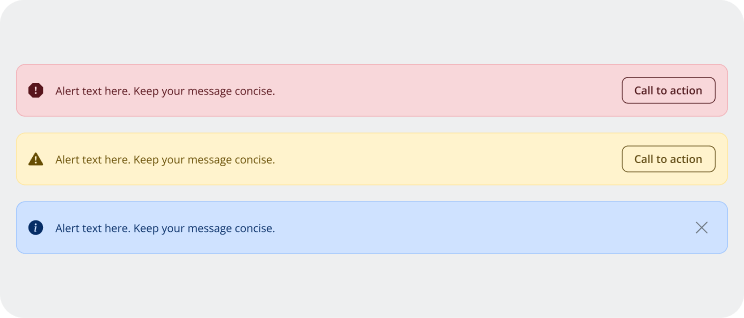 Alert text here. Keep your message concise. Call to action
Alert text here. Keep your message concise. Call to action
Alert text here. Keep your message concise.